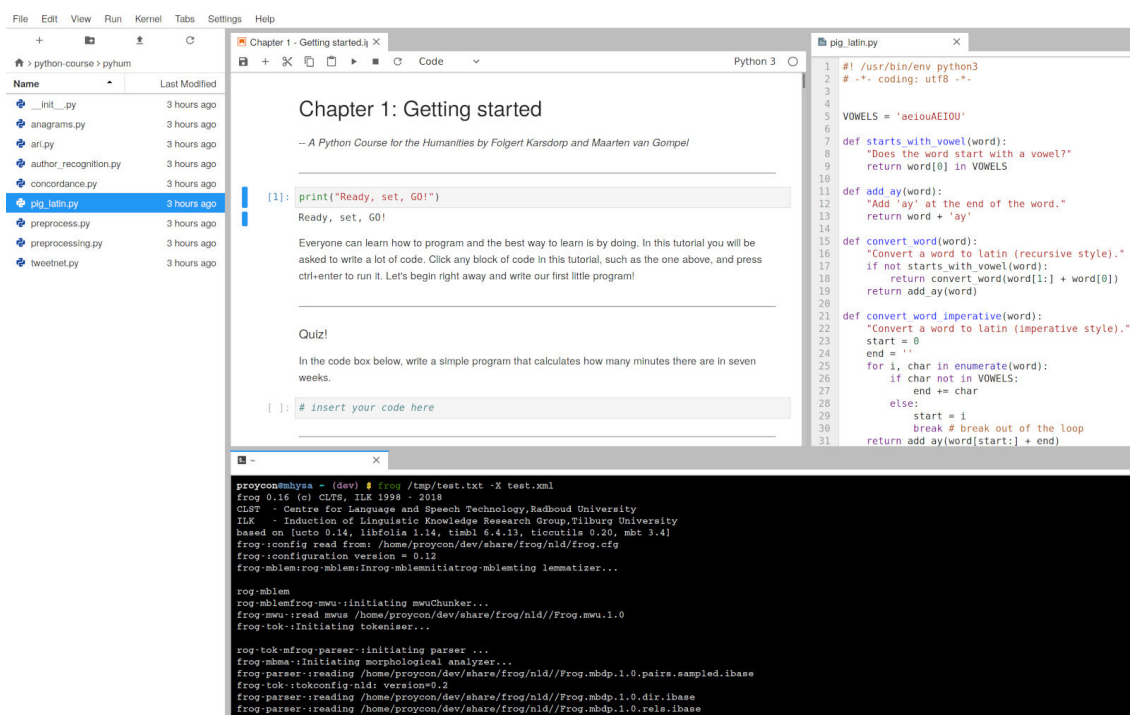 File Edit View Run Kernel Tabs Settings Help
> python-course > pyhum
Name Last Modified
__init__.py 3 hours ago
anagrams.py 3 hours ago
ari.py 3 hours ago
author_recognition.py 3 hours ago
concordance.py 3 hours ago
pig_latin.py 3 hours ago
preprocess.py 3 hours ago
preprocessing.py 3 hours ago
tweetnet.py 3 hours ago
Chapter 1 - Getting started.i
Code Python 3
Chapter 1: Getting started
-- A Python Course for the Humanities by Folgert Karsdorp and Maarten van Gompel
[1]: print("Ready, set, GO!")
Ready, set, GO!
Everyone can learn how to program and the best way to learn is by doing. In this tutorial you will be
asked to write a lot of code. Click any block of code in this tutorial, such as the one above, and press
ctrl+enter to run it. Let's begin right away and write our first little program!
Quiz!
In the code box below, write a simple program that calculates how many minutes there are in seven
weeks.
[ ]: # insert your code here
pig_latin.py
1 #! /usr/bin/env python3
2 # -*- coding: utf8 -*-
3
4
5 VOWELS = 'aeiouAEIOU'
6
7 def starts_with_vowel(word):
8 "Does the word start with a vowel?"
9 return word[0] in VOWELS
10
11 def add_ay(word):
12 "Add 'ay' at the end of the word."
13 return word + 'ay'
14
15 def convert_word(word):
16 "Convert a word to latin (recursive style)."
17 if not starts_with_vowel(word):
18 return convert_word(word[1:] + word[0])
19 return add_ay(word)
20
21 def convert_word_imperative(word):
22 "Convert a word to latin (imperative style)."
23 start = 0
24 end = ''
25 for i, char in enumerate(word):
26 if char not in VOWELS:
27 end += char
28 else:
29 start = i
30 break # break out of the loop
31 return add_ay(word[start:] + end)
~
proycon@mhysa ~ (dev) $ frog /tmp/test.txt -X test.xml
frog 0.16 (c) CLTS, ILK 1998 - 2018
CLST - Centre for Language and Speech Technology,Radboud University
ILK - Induction of Linguistic Knowledge Research Group,Tilburg University
based on [ucto 0.14, libfolia 1.14, timbl 6.4.13, ticcutils 0.20, mbt 3.4]
frog-:config read from: /home/proycon/dev/share/frog/nld/frog.cfg
frog-:configuration version = 0.12
frog-mblem:rog-mblem:Inrog-mblemnitiatrog-mblemting lemmatizer...
rog-mblem
rog-mblemfrog-mwu-:initiating mwuChunker...
frog-mwu-:read mwus /home/proycon/dev/share/frog/nld//Frog.mwu.1.0
frog-tok-:Initiating tokeniser...
rog-tok-mfrog-parser-:initiating parser ...
frog-mbma-:Initiating morphological analyzer...
frog-parser-:reading /home/proycon/dev/share/frog/nld//Frog.mbdp.1.0.pairs.sampled.ibase
frog-tok-:tokconfig-nld: version=0.2
frog-parser-:reading /home/proycon/dev/share/frog/nld//Frog.mbdp.1.0.dir.ibase
frog-parser-:reading /home/proycon/dev/share/frog/nld//Frog.mbdp.1.0.rels.ibase